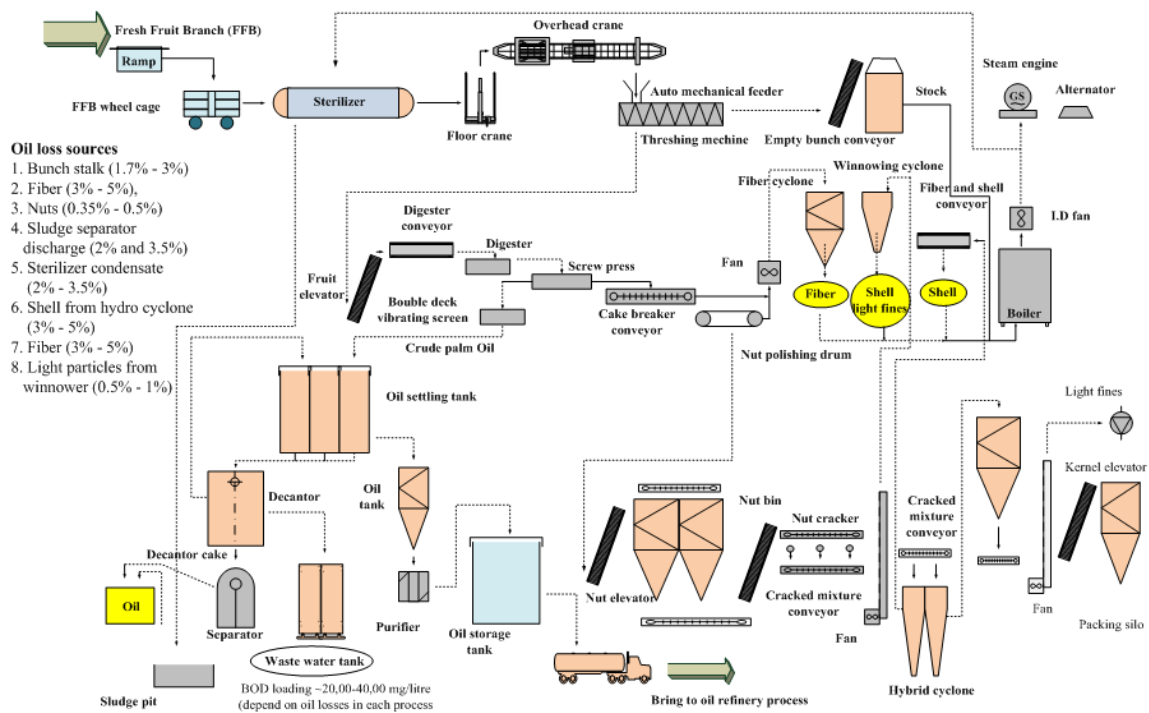 Fresh Fruit Branch (FFB)
Ramp
FFB wheel cage
Sterilizer
Floor crane
Overhead crane
Auto mechanical feeder
Threshing mechine
Empty bunch conveyor
Stock
Steam engine
GS
Alternator
Oil loss sources
1. Bunch stalk (1.7% - 3%)
2. Fiber (3% - 5%),
3. Nuts (0.35% - 0.5%)
4. Sludge separator
discharge (2% and 3.5%)
5. Sterilizer condensate
(2% - 3.5%)
6. Shell from hydro cyclone
(3% - 5%)
7. Fiber (3% - 5%)
8. Light particles from
winnower (0.5% - 1%)
Winnowing cyclone
Fiber cyclone
Fiber and shell
conveyor
I.D fan
Digester
conveyor
Digester
Fruit
elevator
Screw press
Fan
Fiber
Shell
light fines
Shell
Boiler
Bouble deck
vibrating screen
Cake breaker
conveyor
Crude palm Oil
Nut polishing drum
Oil settling tank
Light fines
Decantor
Oil
tank
Nut bin
Nut cracker
Cracked
mixture
conveyor
Kernel elevator
Decantor cake
Oil
Separator
Purifier
Oil storage
tank
Nut elevator
Cracked mixture
conveyor
Fan
Fan
Packing silo
Waste water tank
Sludge pit
BOD loading ~20,00-40,00 mg/litre
(depend on oil losses in each process
Bring to oil refinery process
Hybrid cyclone